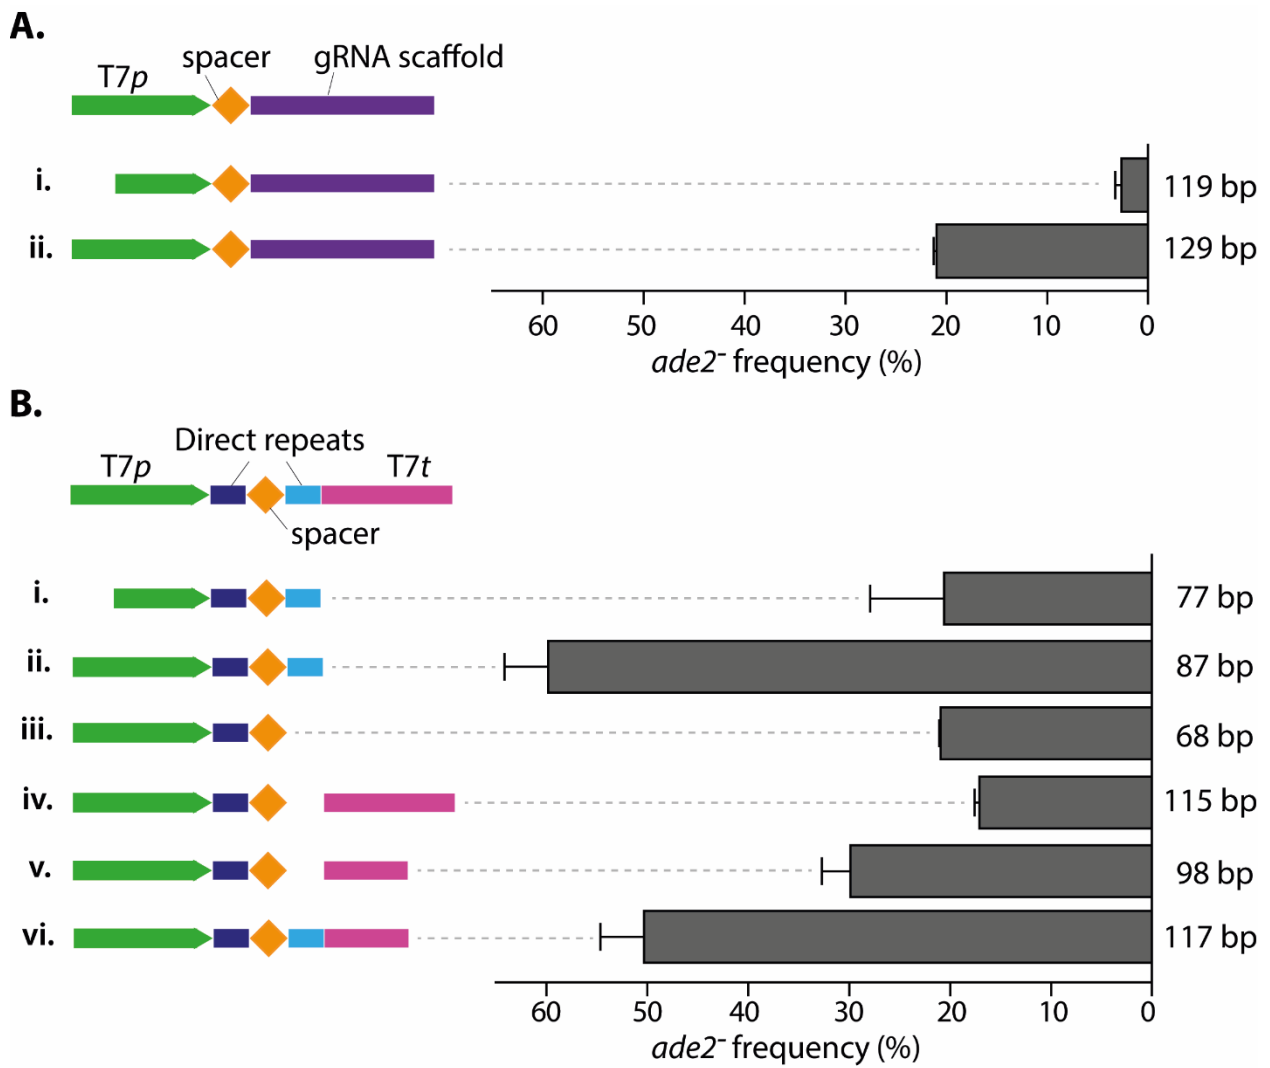 A.
T7p
spacer
gRNA scaffold
i.
119 bp
ii.
129 bp
60 50 40 30 20 10 0
ade2⁻ frequency (%)
B.
Direct repeats
T7p
T7t
spacer
i.
77 bp
ii.
87 bp
iii.
68 bp
iv.
115 bp
v.
98 bp
vi.
117 bp
60 50 40 30 20 10 0
ade2⁻ frequency (%)